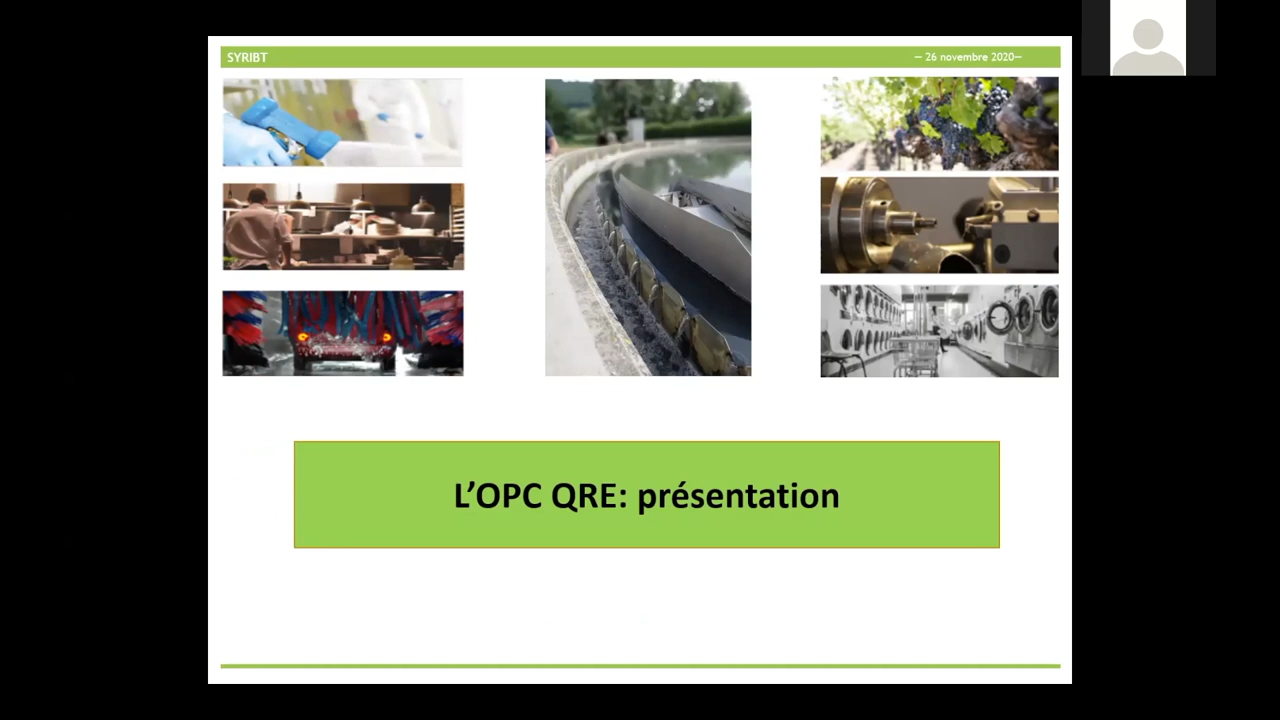 SYRIBT
— 26 novembre 2020—
L'OPC QRE: présentation